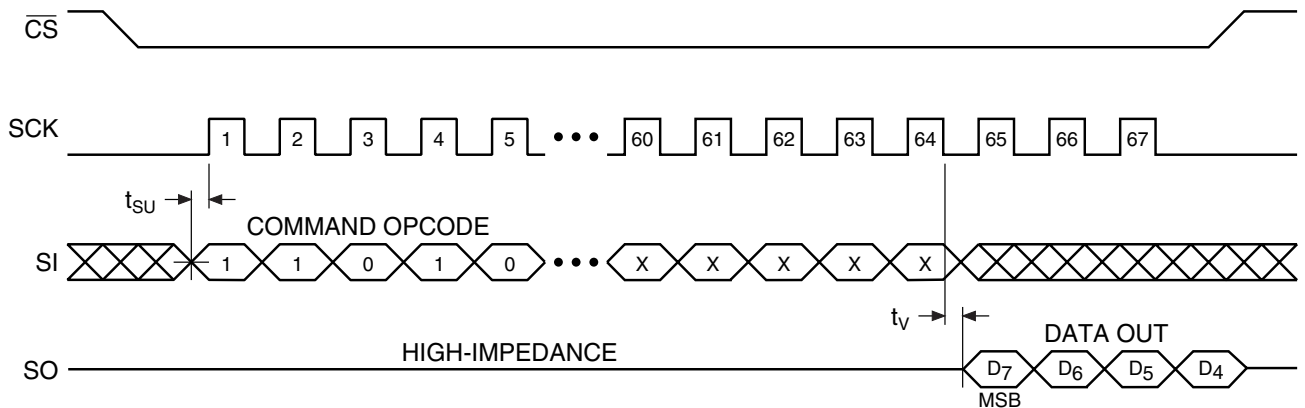 CS
SCK 1 2 3 4 5 ••• 60 61 62 63 64 65 66 67
tSU
COMMAND OPCODE
SI 1 1 0 1 0 ••• X X X X X
tV
HIGH-IMPEDANCE DATA OUT
SO D7 D6 D5 D4
MSB